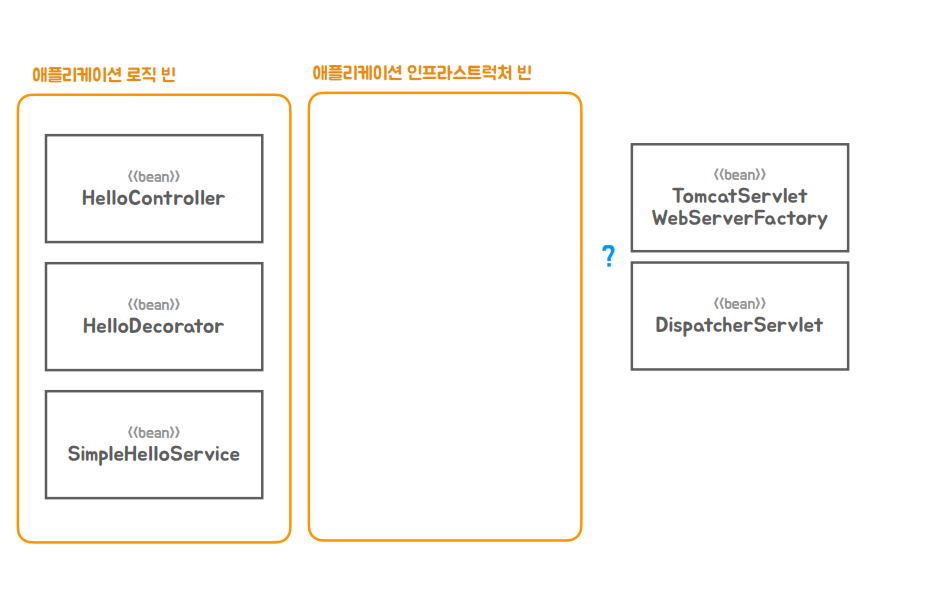 애플리케이션 로직 빈
애플리케이션 인프라스트럭처 빈
<<bean>>
HelloController
<<bean>>
HelloDecorator
<<bean>>
SimpleHelloService
?
<<bean>>
TomcatServlet
WebServerFactory
<<bean>>
DispatcherServlet